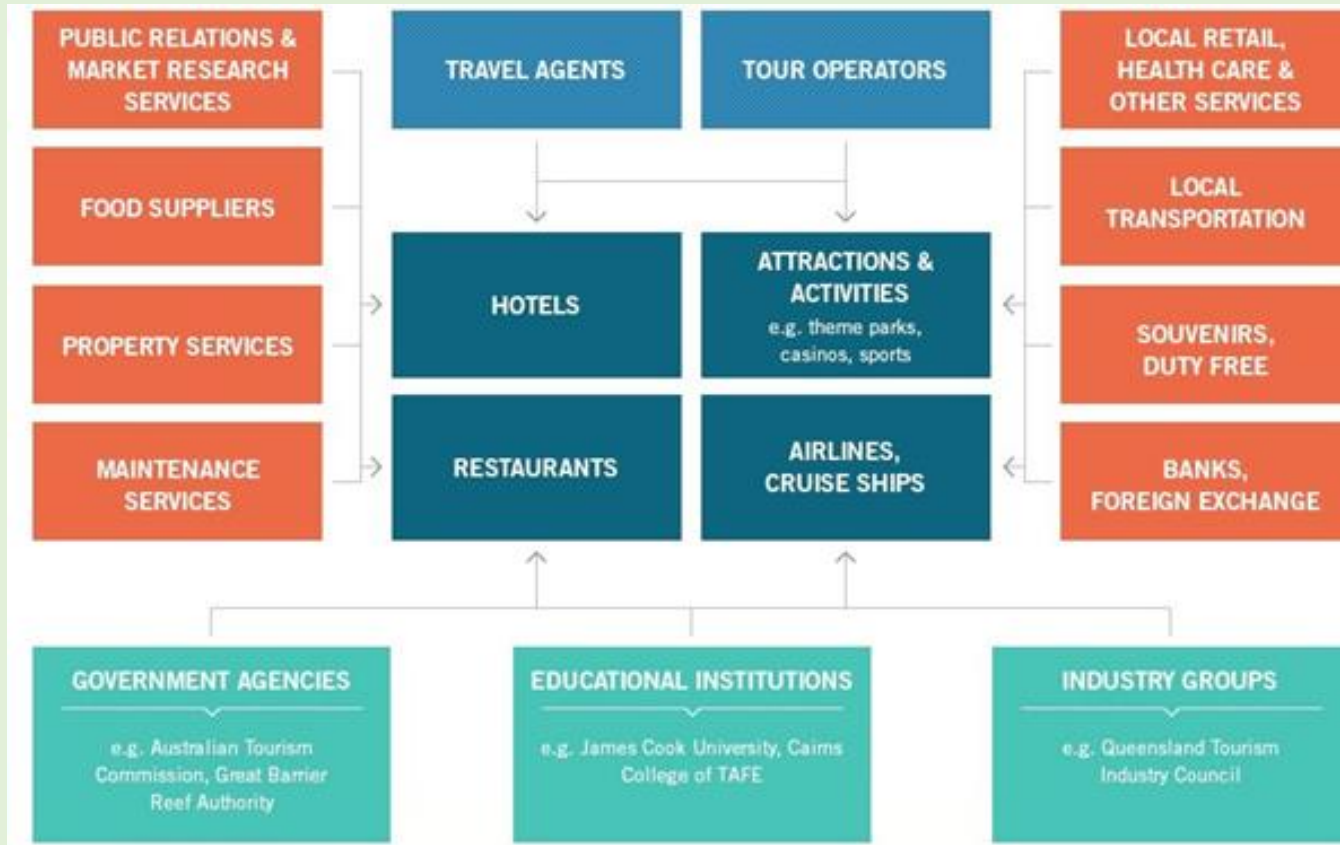 PUBLIC RELATIONS &
MARKET RESEARCH
SERVICES
TRAVEL AGENTS
TOUR OPERATORS
LOCAL RETAIL,
HEALTH CARE &
OTHER SERVICES
FOOD SUPPLIERS
LOCAL
TRANSPORTATION
HOTELS
ATTRACTIONS &
ACTIVITIES
e.g. theme parks,
casinos, sports
PROPERTY SERVICES
SOUVENIRS,
DUTY FREE
MAINTENANCE
SERVICES
RESTAURANTS
AIRLINES,
CRUISE SHIPS
BANKS,
FOREIGN EXCHANGE
GOVERNMENT AGENCIES
e.g. Australian Tourism
Commission, Great Barrier
Reef Authority
EDUCATIONAL INSTITUTIONS
e.g. James Cook University, Cairns
College of TAFE
INDUSTRY GROUPS
e.g. Queensland Tourism
Industry Council